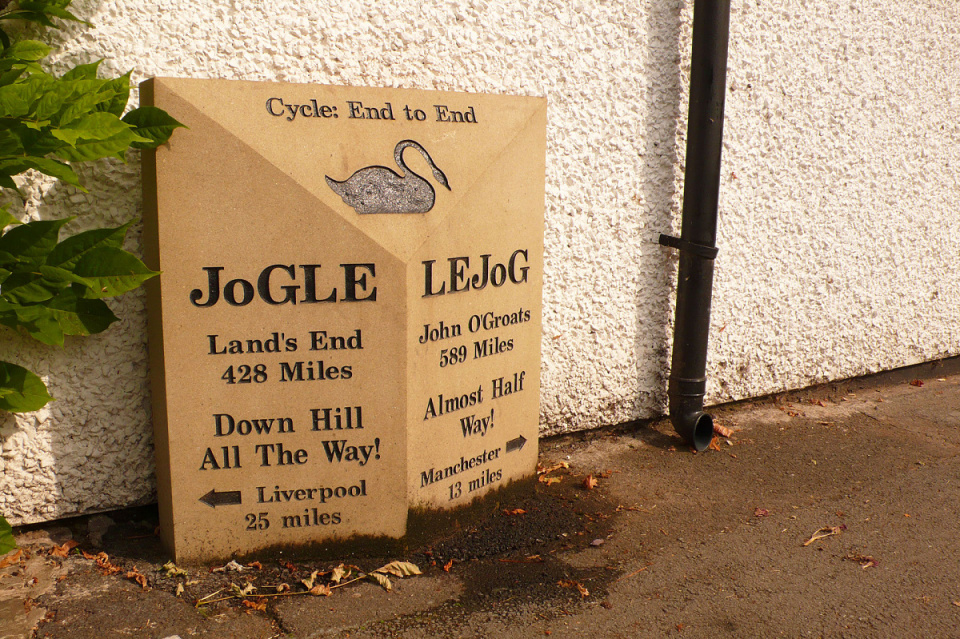 Cycle: End to End
JoGLE
Land's End
428 Miles
Down Hill
All The Way!
Liverpool
25 miles
LEJoG
John O'Groats
589 Miles
Almost Half
Way!
Manchester
13 miles